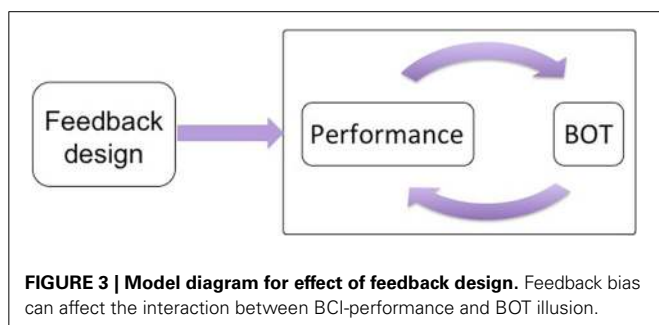 Feedback
design
Performance
BOT
FIGURE 3 | Model diagram for effect of feedback design. Feedback bias
can affect the interaction between BCI-performance and BOT illusion.